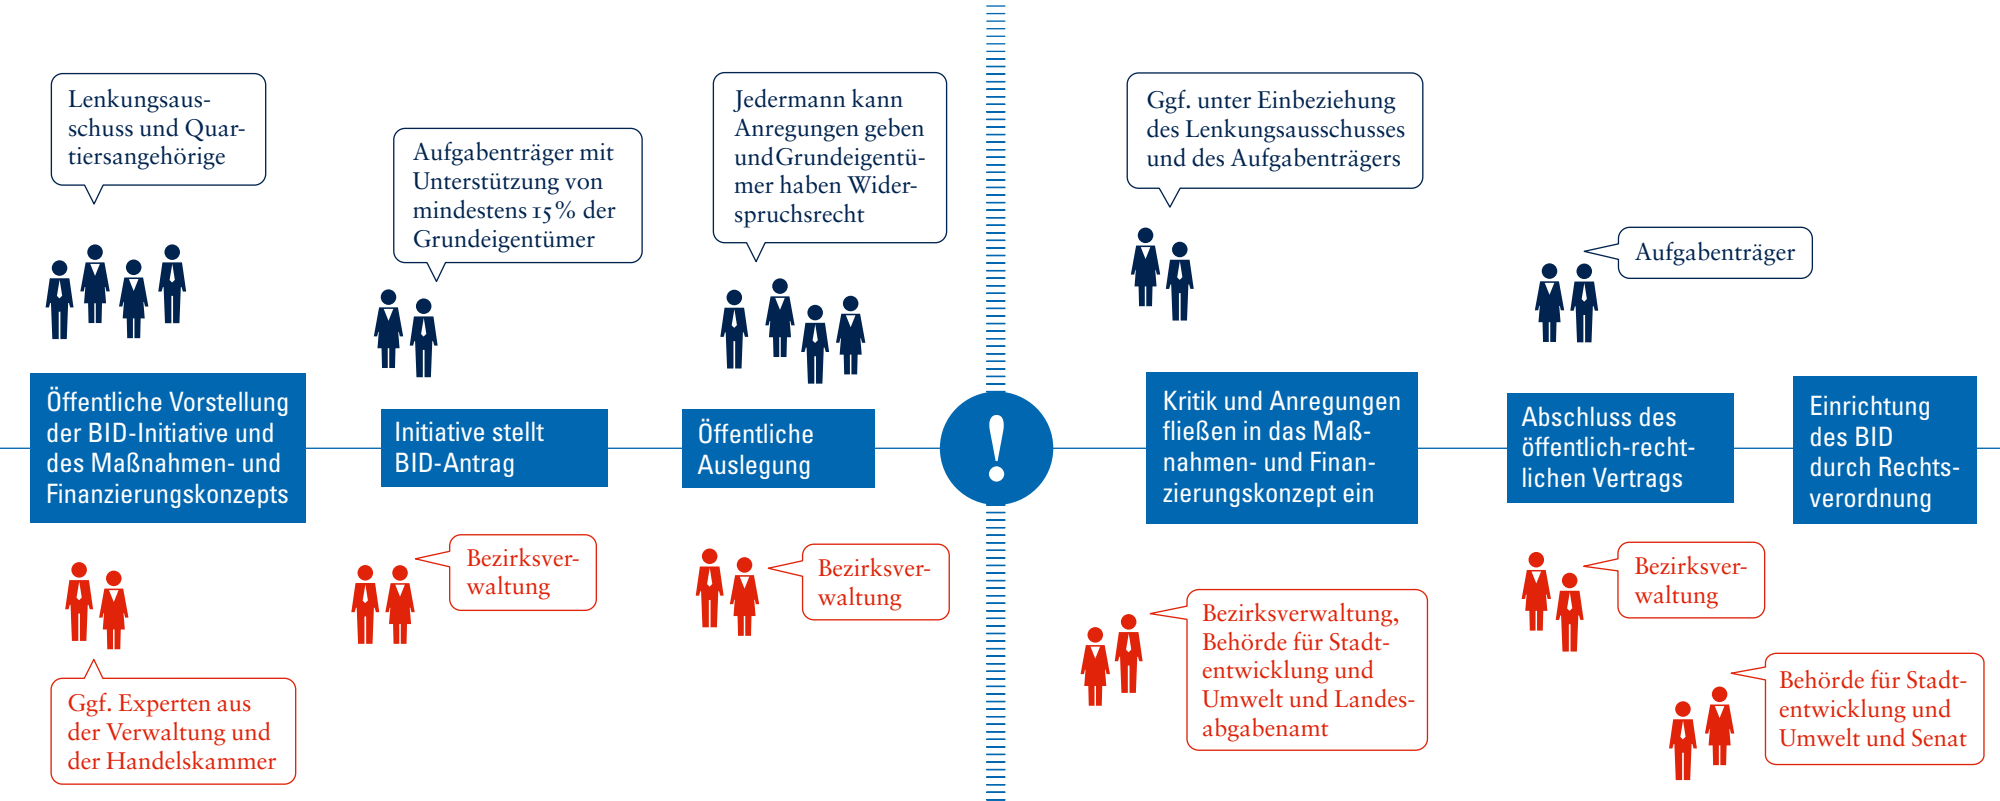 Lenkungsaus-
schuss und Quar-
tiersangehörige
Aufgabenträger mit
Unterstützung von
mindestens 15% der
Grundeigentümer
Jedermann kann
Anregungen geben
und Grundeigentü-
mer haben Wider-
spruchsrecht
Ggf. unter Einbeziehung
des Lenkungsausschusses
und des Aufgabenträgers
Aufgabenträger
Öffentliche Vorstellung
der BID-Initiative und
des Maßnahmen- und
Finanzierungskonzepts
Initiative stellt
BID-Antrag
Öffentliche
Auslegung
!
Kritik und Anregungen
fließen in das Maß-
nahmen- und Finan-
zierungskonzept ein
Abschluss des
öffentlich-recht-
lichen Vertrags
Einrichtung
des BID
durch Rechts-
verordnung
Ggf. Experten aus
der Verwaltung und
der Handelskammer
Bezirksver-
waltung
Bezirksver-
waltung
Bezirksverwaltung,
Behörde für Stadt-
entwicklung und
Umwelt und Landes-
abgabenamt
Bezirksver-
waltung
Behörde für Stadt-
entwicklung und
Umwelt und Senat